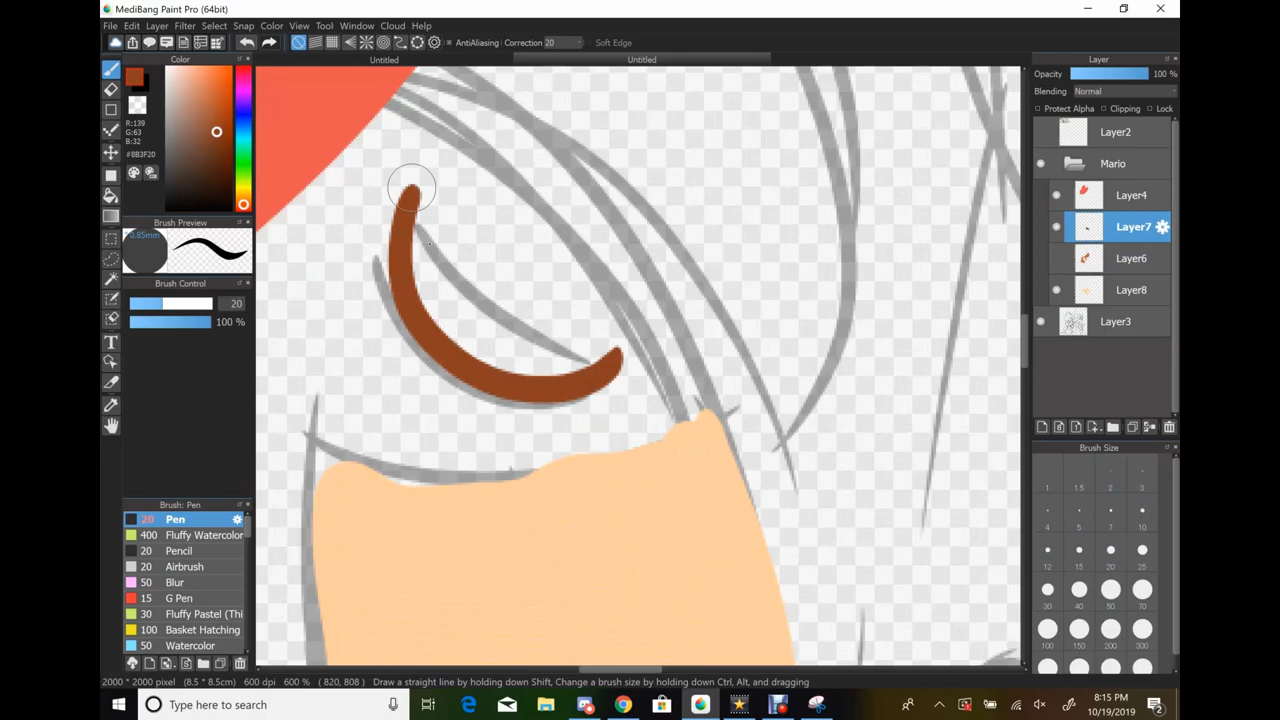 MediBang Paint Pro (64bit)
File Edit Layer Filter Select Snap Color View Tool Window Cloud Help
AntiAliasing Correction 20 Soft Edge
Color
Untitled
Untitled
Layer
R:139
G:63
B:32
#8B3F20
Brush Preview
0.85mm
Brush Control
20
100 %
Brush: Pen
20 Pen
400 Fluffy Watercolor
20 Pencil
20 Airbrush
50 Blur
15 G Pen
30 Fluffy Pastel (Thi
100 Basket Hatching
50 Watercolor
Opacity 100 %
Blending Normal
Protect Alpha Clipping Lock
Layer2
Mario
Layer4
Layer7
Layer6
Layer8
Layer3
Brush Size
1 1.5 2 3
4 5 7 10
12 15 20 25
30 40 50 70
100 150 200 300
2000 * 2000 pixel (8.5 * 8.5cm) 600 dpi 600 % (820, 808) Draw a straight line by holding down Shift, Change a brush size by holding down Ctrl, Alt, and dragging
Type here to search
8:15 PM
10/19/2019
2